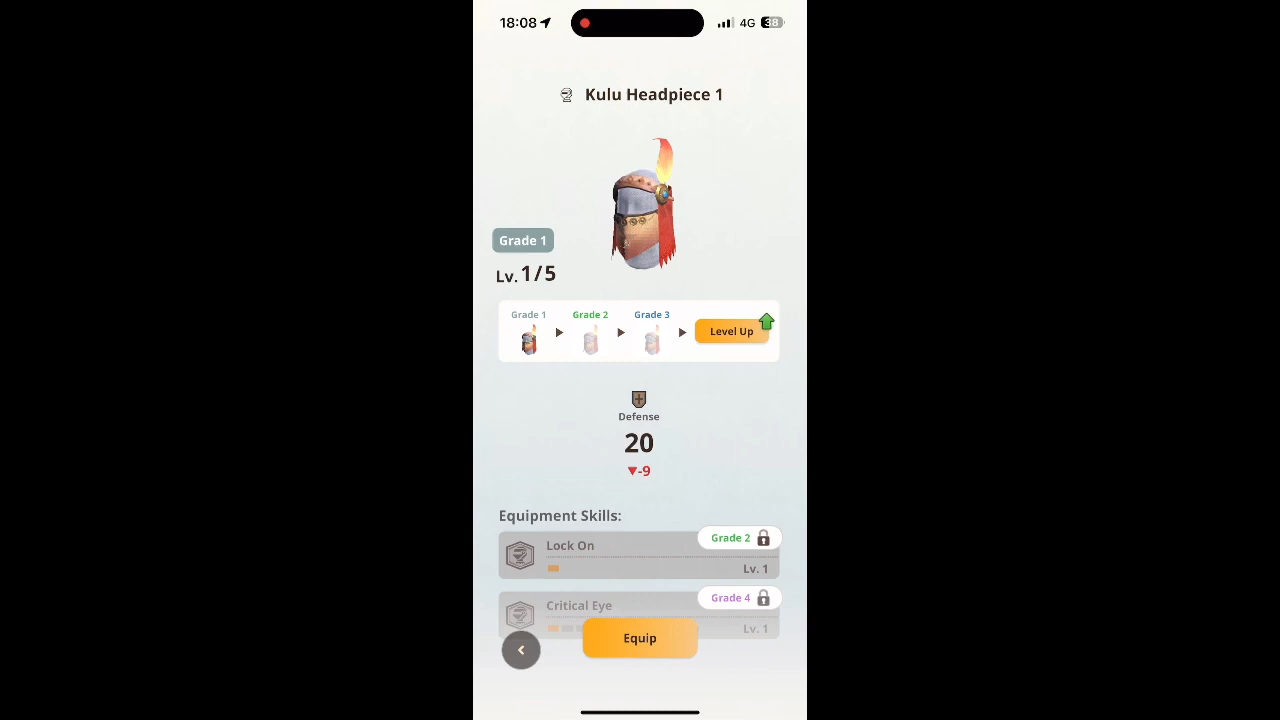 18:08
4G
38
Kulu Headpiece 1
Grade 1
Lv. 1/5
Grade 1
Grade 2
Grade 3
Level Up
Defense
20
▼-9
Equipment Skills:
Grade 2
Lock On
Lv. 1
Grade 4
Critical Eye
Lv. 1
Equip